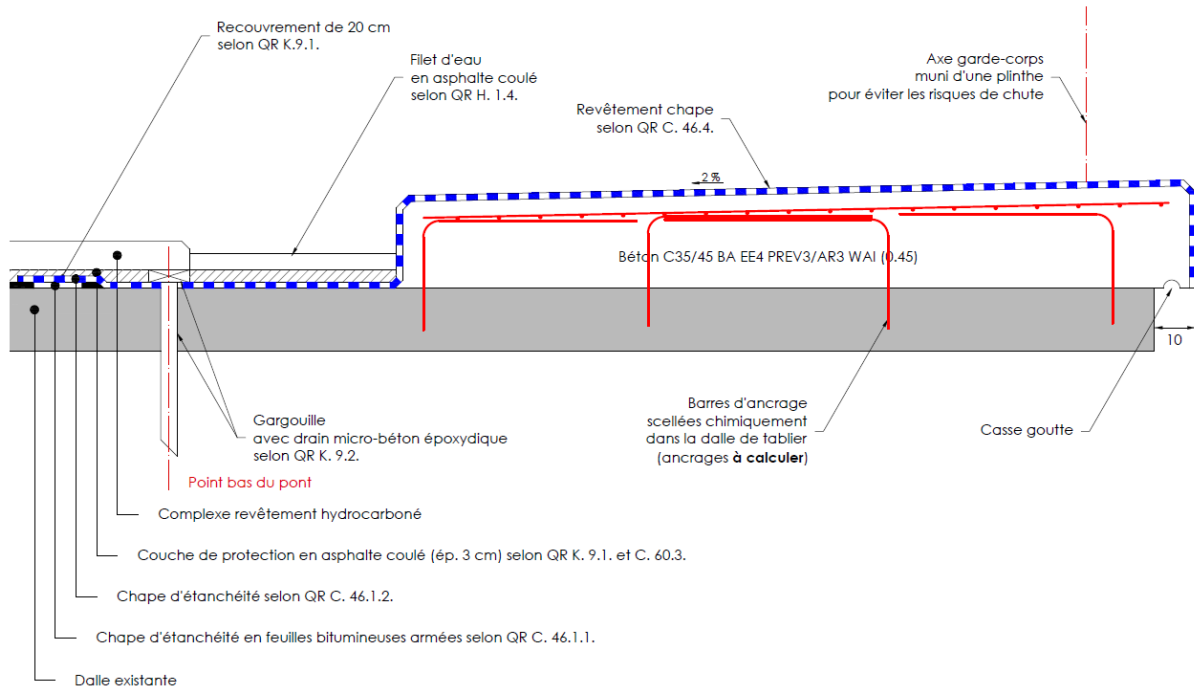 Recouvrement de 20 cm
selon QR K.9.1.
Filet d'eau
en asphalte coulé
selon QR H. 1.4.
Axe garde-corps
muni d'une plinthe
pour éviter les risques de chute
Revêtement chape
selon QR C. 46.4.
2%
Béton C35/45 BA EE4 PREV3/AR3 WAI (0.45)
10
Gargouille
avec drain micro-béton époxydique
selon QR K. 9.2.
Barres d'ancrage
scellées chimiquement
dans la dalle de tablier
(ancrages à calculer)
Casse goutte
Point bas du pont
Complexe revêtement hydrocarboné
Couche de protection en asphalte coulé (ép. 3 cm) selon QR K. 9.1. et C. 60.3.
Chape d'étanchéité selon QR C. 46.1.2.
Chape d'étanchéité en feuilles bitumineuses armées selon QR C. 46.1.1.
Dalle existante